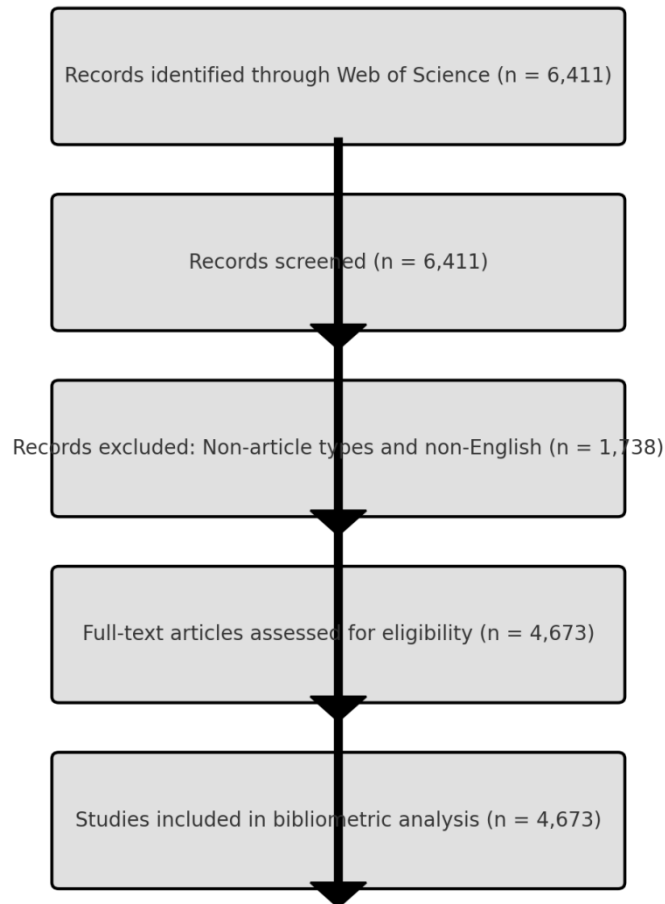 Records identified through Web of Science (n = 6,411)
Records screened (n = 6,411)
Records excluded: Non-article types and non-English (n = 1,738)
Full-text articles assessed for eligibility (n = 4,673)
Studies included in bibliometric analysis (n = 4,673)